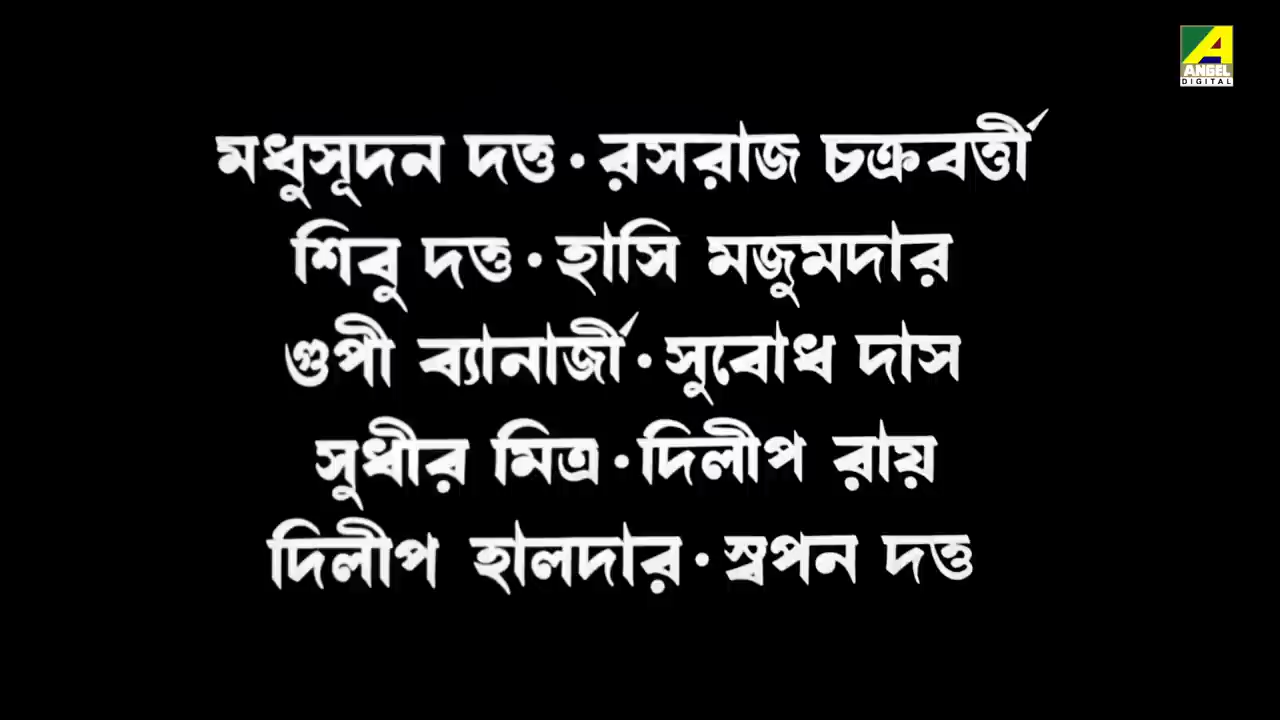 A
ANGEL
DIGITAL
মধুসূদন দত্ত · রসরাজ চক্রবর্ত্তী
শিবু দত্ত · হাসি মজুমদার
গুপী ব্যানার্জী · সুবোধ দাস
সুধীর মিত্র · দিলীপ রায়
দিলীপ হালদার · স্বপন দত্ত